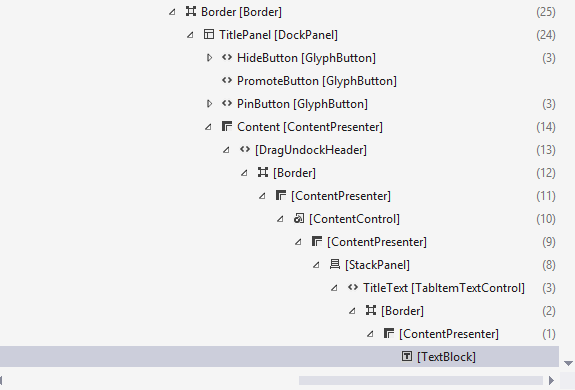 Border [Border] (25)
TitlePanel [DockPanel] (24)
HideButton [GlyphButton] (3)
PromoteButton [GlyphButton]
PinButton [GlyphButton] (3)
Content [ContentPresenter] (14)
[DragUndockHeader] (13)
[Border] (12)
[ContentPresenter] (11)
[ContentControl] (10)
[ContentPresenter] (9)
[StackPanel] (8)
TitleText [TabItemTextControl] (3)
[Border] (2)
[ContentPresenter] (1)
[TextBlock]